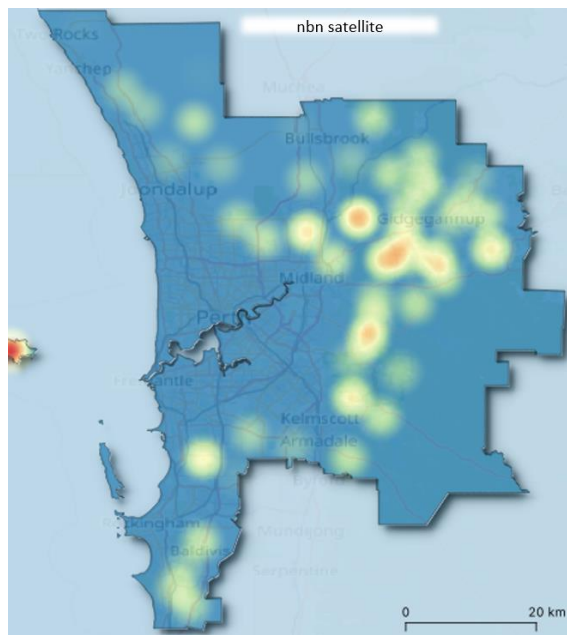 nbn satellite
Two Rocks
Yanchep
Muchea
Bullsbrook
Joondalup
Gidgegannup
Midland
Perth
Fremantle
Kelmscott
Armadale
Byford
Rockingham
Mundijong
Baldivis
Serpentine
0 20 km